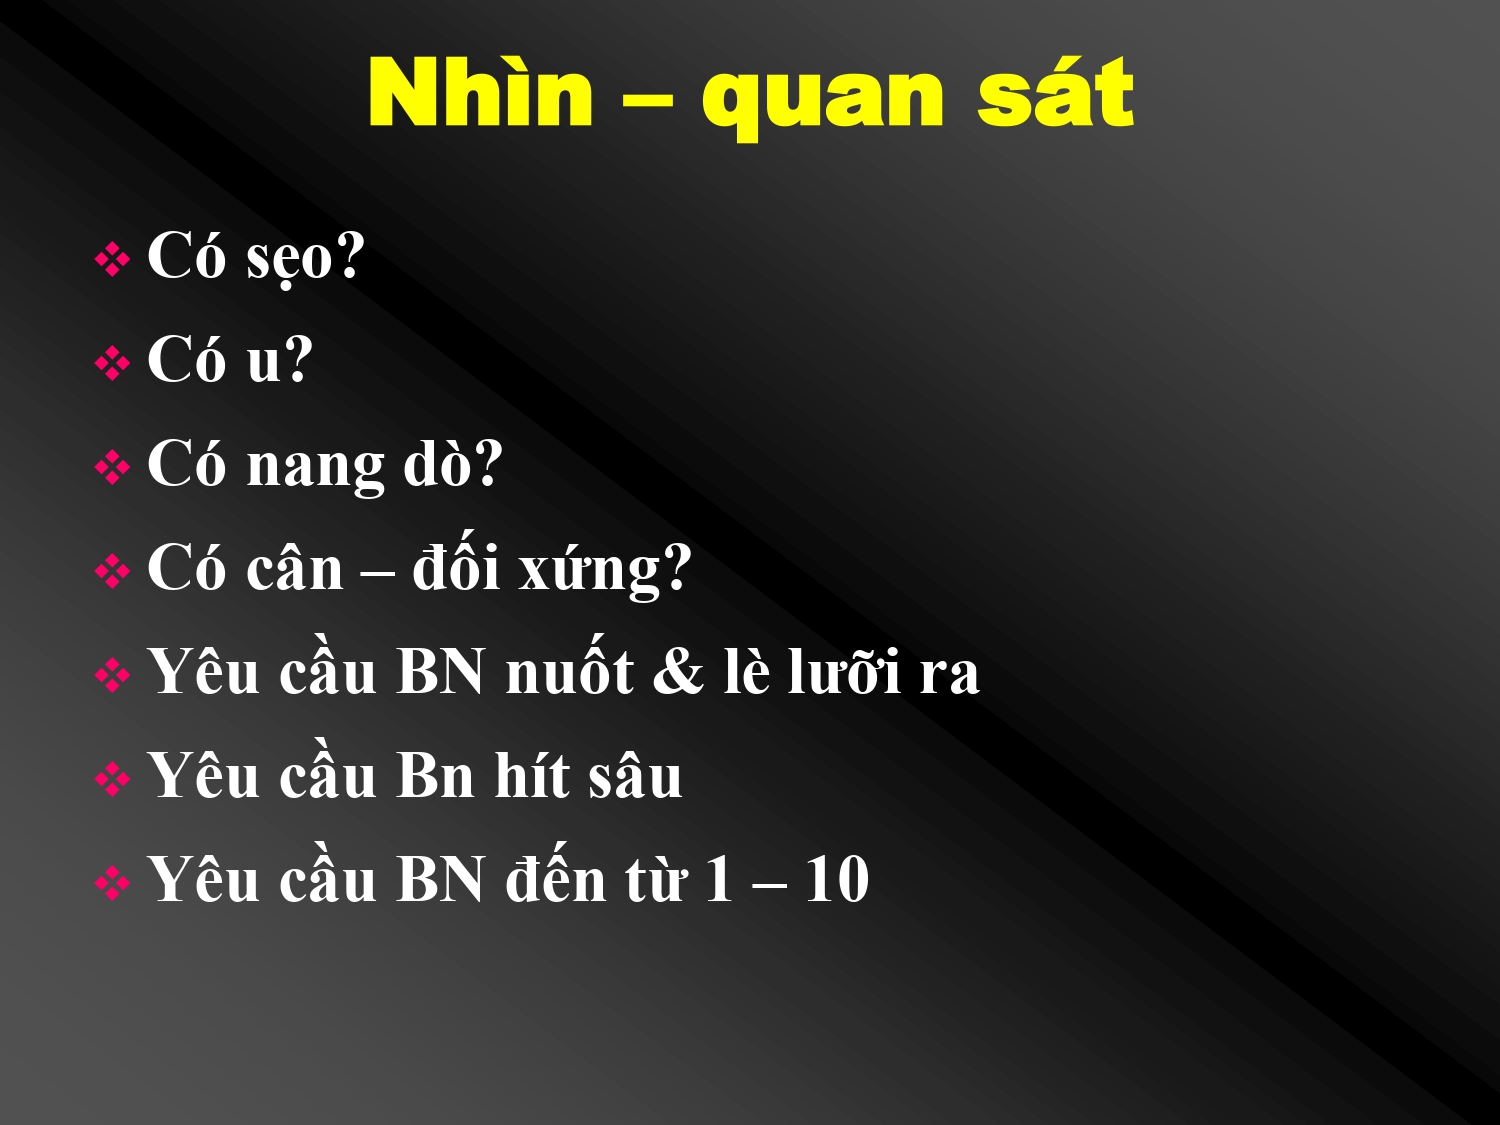 Nhìn – quan sát
Có sẹo?
Có u?
Có nang dò?
Có cân – đối xứng?
Yêu cầu BN nuốt & lè lưỡi ra
Yêu cầu Bn hít sâu
Yêu cầu BN đến từ 1 – 10